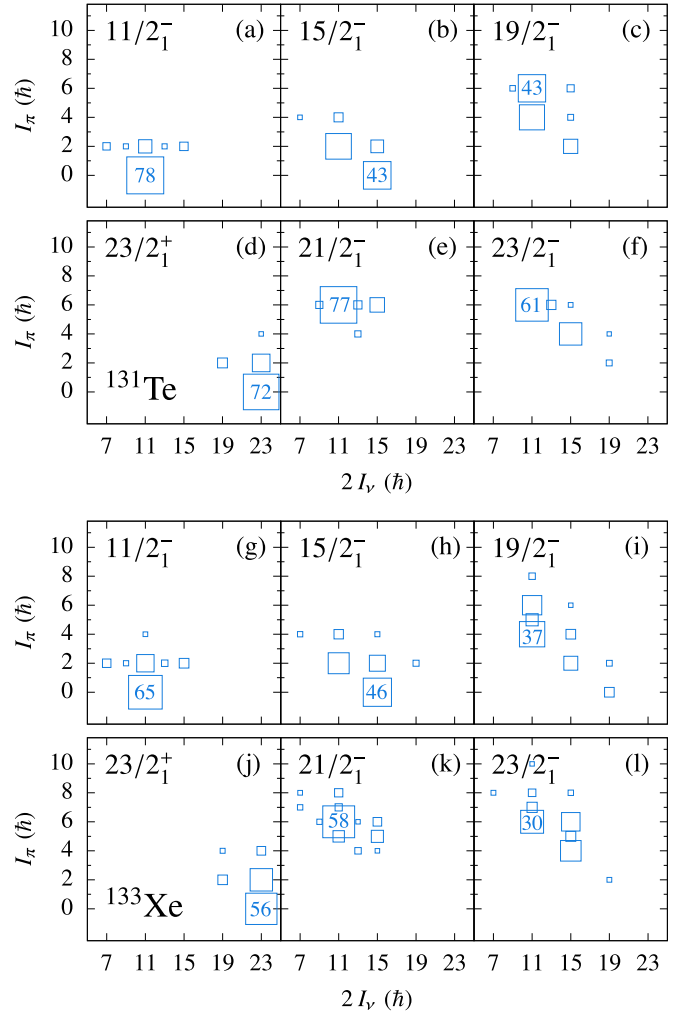 11/2₁⁻ (a) 15/2₁⁻ (b) 19/2₁⁻ (c)
10
8
6 43
4
2
0 78 43
I_π (ħ)
23/2₁⁺ (d) 21/2₁⁻ (e) 23/2₁⁻ (f)
10
8
6 77 61
4
2
0 72
I_π (ħ)
¹³¹Te
7 11 15 19 23 7 11 15 19 23 7 11 15 19 23
2 I_ν (ħ)
11/2₁⁻ (g) 15/2₁⁻ (h) 19/2₁⁻ (i)
10
8
6
4 37
2
0 65 46
I_π (ħ)
23/2₁⁺ (j) 21/2₁⁻ (k) 23/2₁⁻ (l)
10
8
6 58 30
4
2
0 56
I_π (ħ)
¹³³Xe
7 11 15 19 23 7 11 15 19 23 7 11 15 19 23
2 I_ν (ħ)